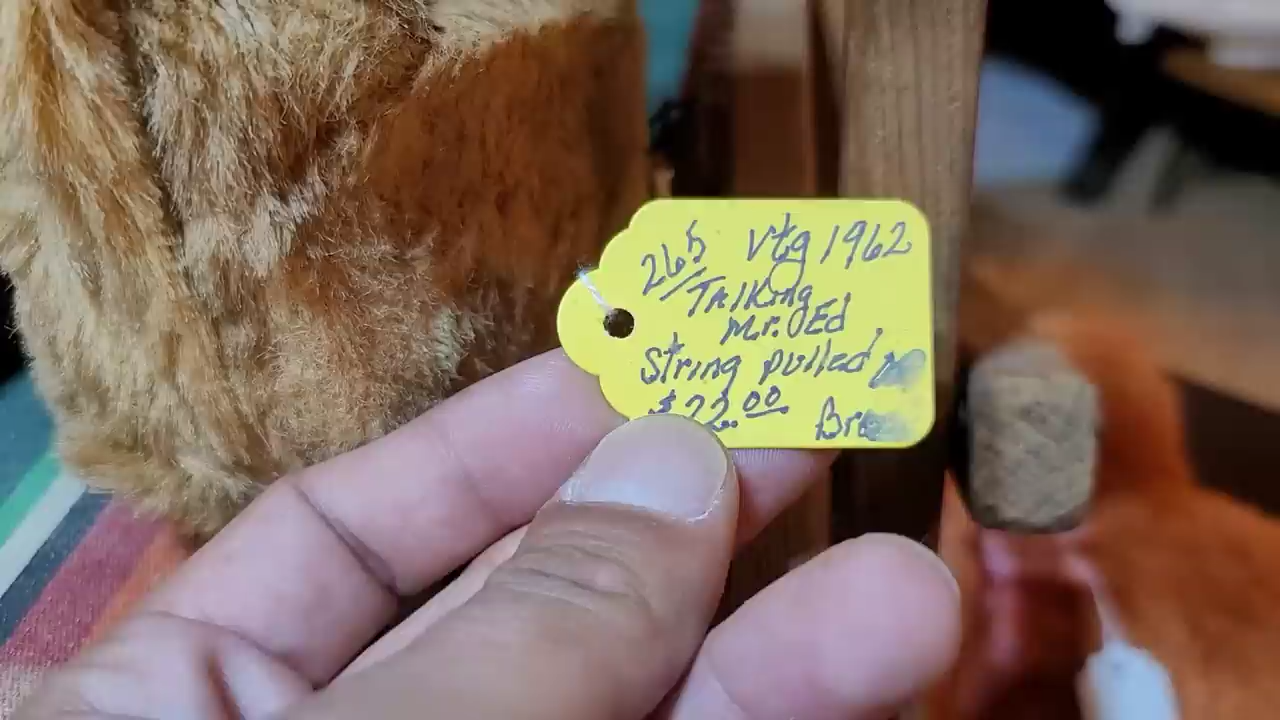 265 vtg 1962
Talking
Mr. Ed
string pulled
$22.00